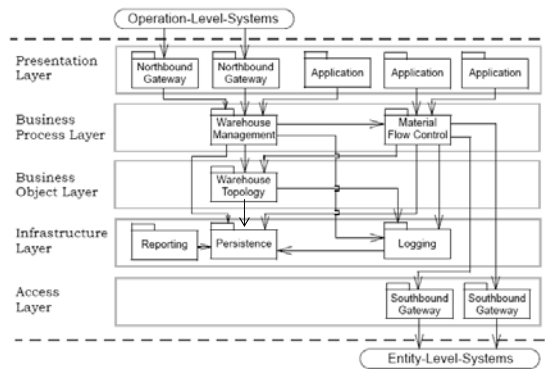 Operation-Level-Systems
Presentation
Layer
Northbound
Gateway
Northbound
Gateway
Application
Application
Application
Business
Process Layer
Warehouse
Management
Material
Flow Control
Business
Object Layer
Warehouse
Topology
Infrastructure
Layer
Reporting
Persistence
Logging
Access
Layer
Southbound
Gateway
Southbound
Gateway
Entity-Level-Systems